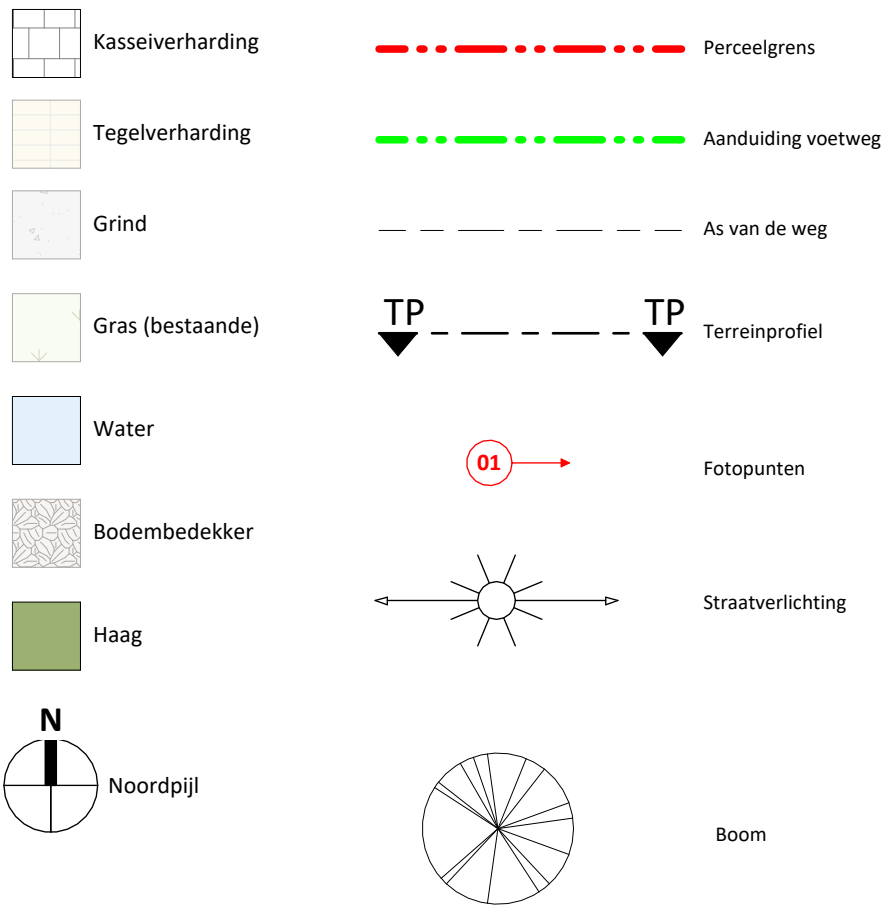 Kasseiverharding
Tegelverharding
Grind
Gras (bestaande)
Water
Bodembedekker
Haag
N
Noordpijl
Perceelgrens
Aanduiding voetweg
As van de weg
TP TP
Terreinprofiel
01
Fotopunten
Straatverlichting
Boom